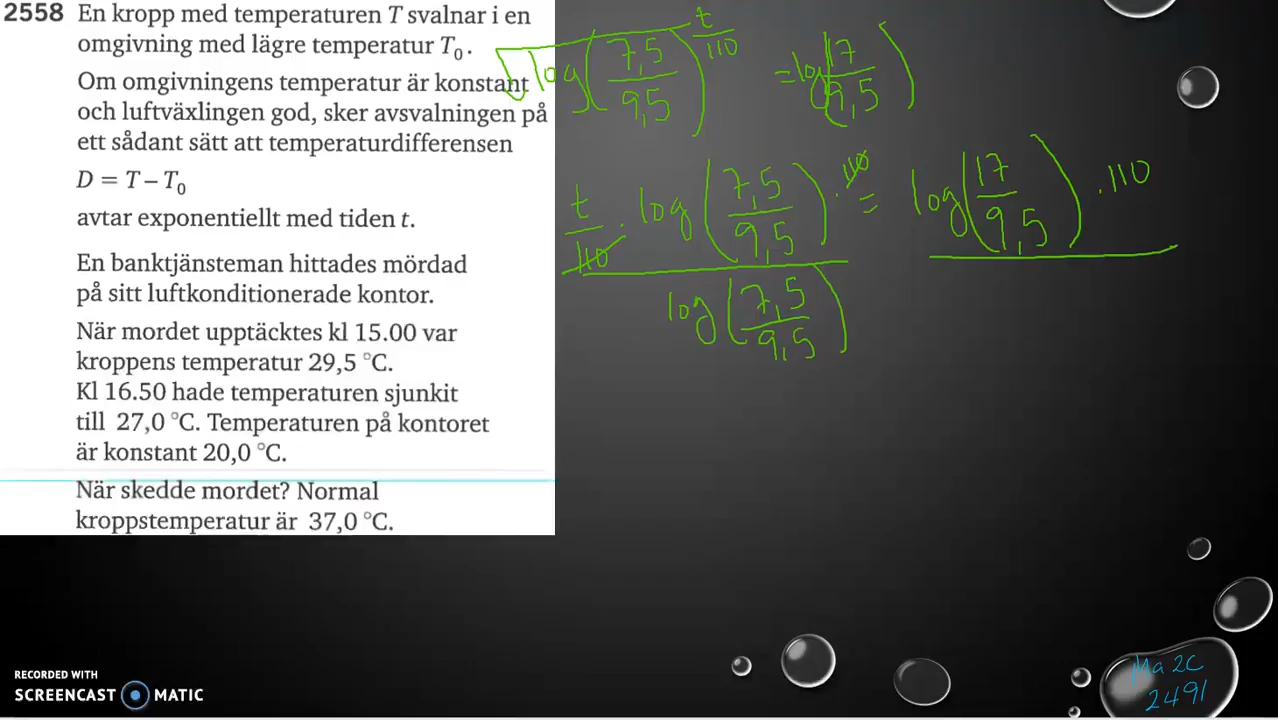 2558 En kropp med temperaturen T svalnar i en
omgivning med lägre temperatur T₀.
Om omgivningens temperatur är konstant
och luftväxlingen god, sker avsvalningen på
ett sådant sätt att temperaturdifferensen
D = T – T₀
avtar exponentiellt med tiden t.
En banktjänsteman hittades mördad
på sitt luftkonditionerade kontor.
När mordet upptäcktes kl 15.00 var
kroppens temperatur 29,5 °C.
Kl 16.50 hade temperaturen sjunkit
till 27,0 °C. Temperaturen på kontoret
är konstant 20,0 °C.
När skedde mordet? Normal
kroppstemperatur är 37,0 °C.
log(7,5/9,5)^(t/110) = log(17/9,5)
t/110 · log(7,5/9,5) · 110 = log(17/9,5) · 110
log(7,5/9,5)
RECORDED WITH
SCREENCAST MATIC
Ma 2C
2491